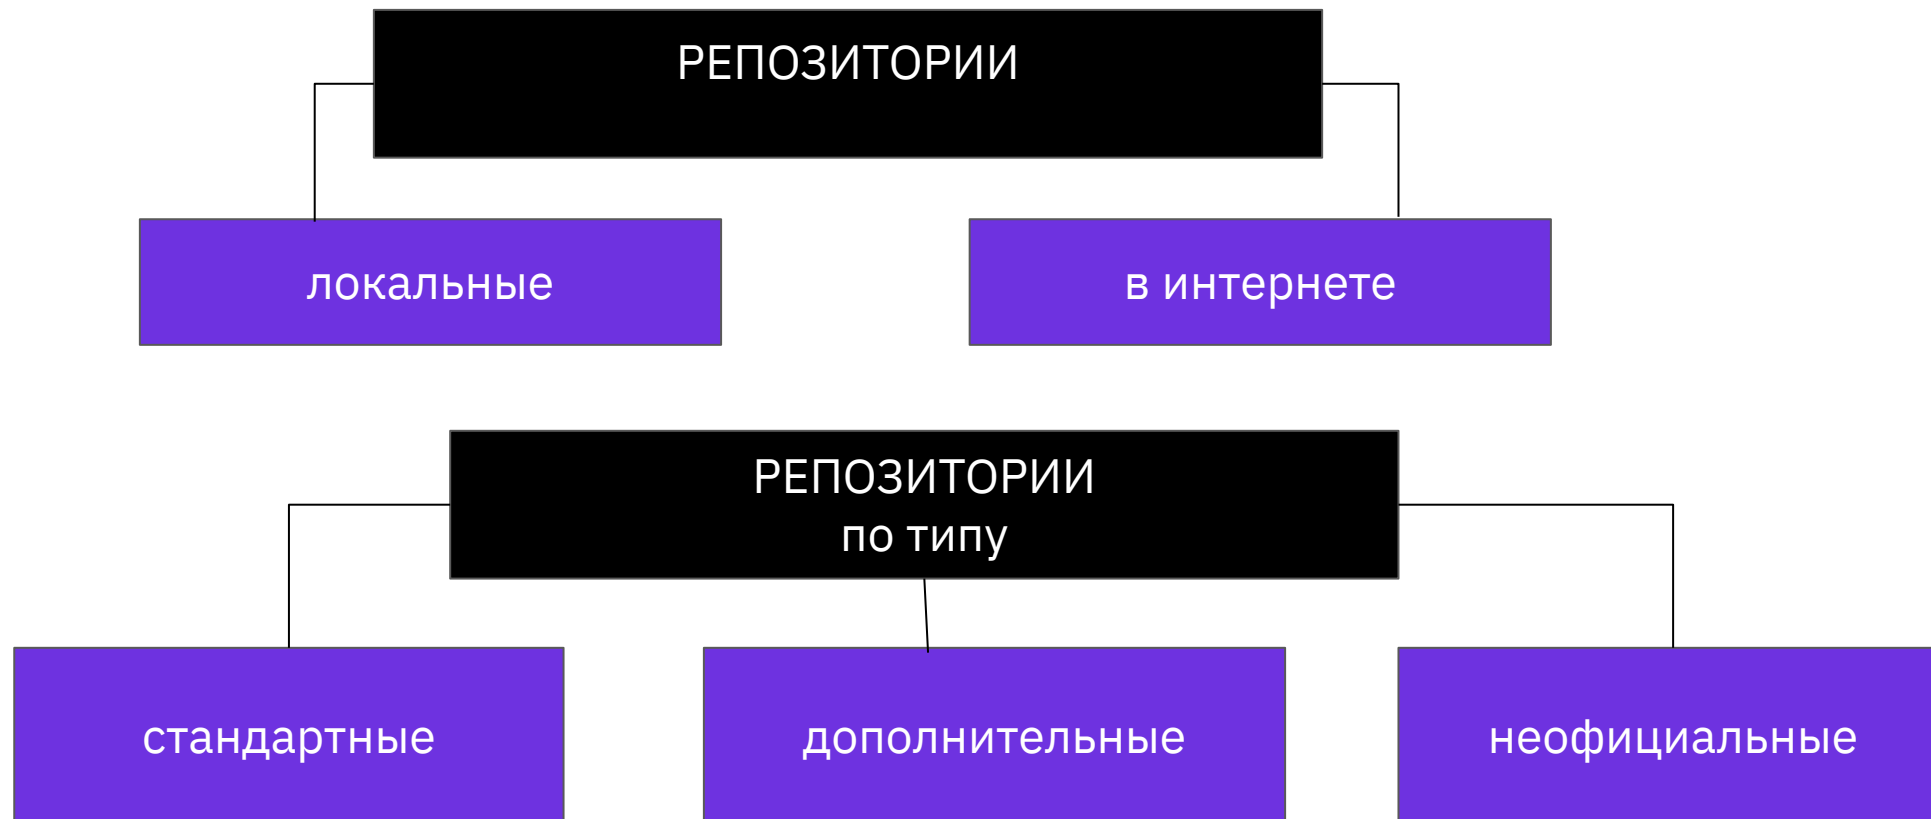 РЕПОЗИТОРИИ
локальные
в интернете
РЕПОЗИТОРИИ
по типу
стандартные
дополнительные
неофициальные